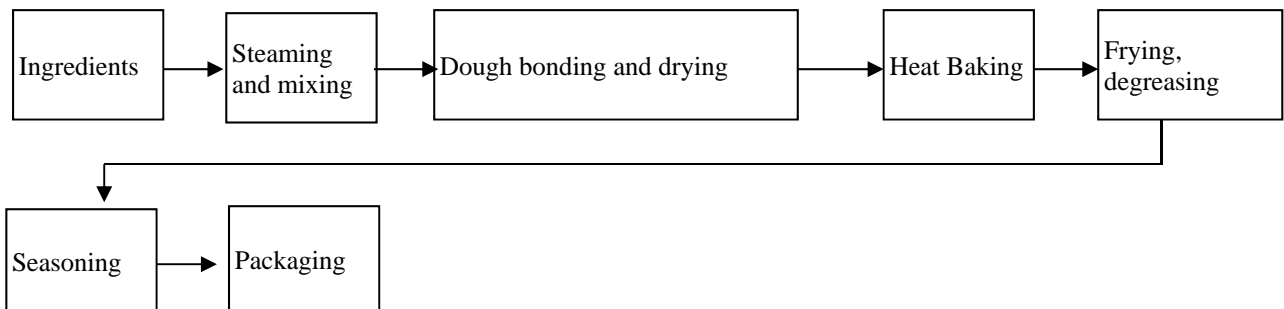 Ingredients
Steaming
and mixing
Dough bonding and drying
Heat Baking
Frying,
degreasing
Seasoning
Packaging